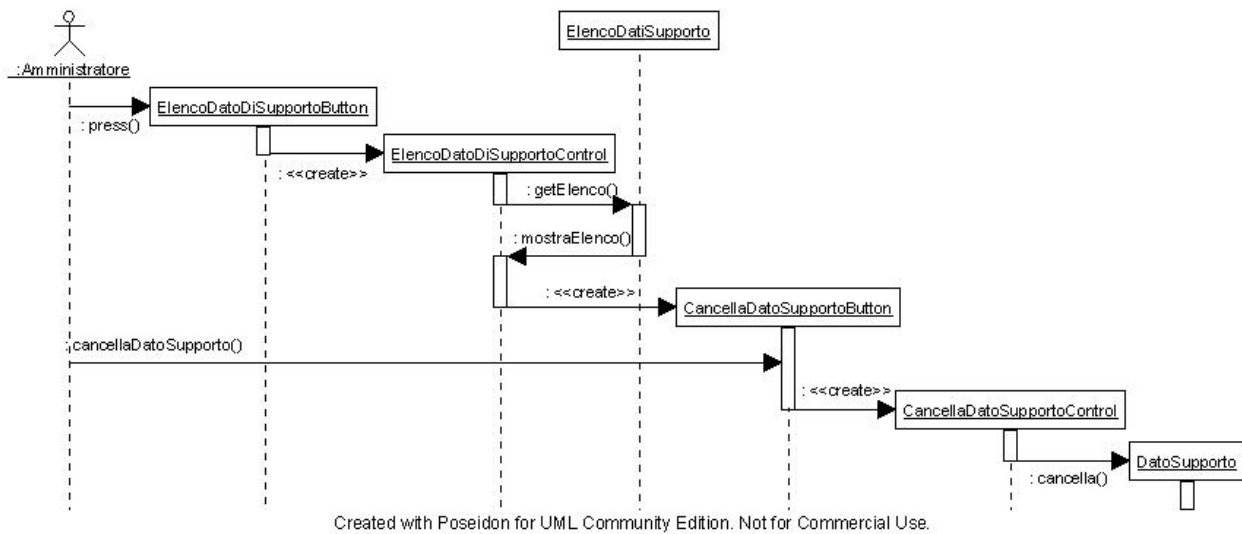 ElencoDatiSupporto
:Amministratore
ElencoDatoDiSupportoButton
: press()
ElencoDatoDiSupportoControl
: <<create>>
: getElenco()
: mostraElenco()
: <<create>>
CancellaDatoSupportoButton
: cancellaDatoSupporto()
: <<create>>
CancellaDatoSupportoControl
DatoSupporto
: cancella()
Created with Poseidon for UML Community Edition. Not for Commercial Use.